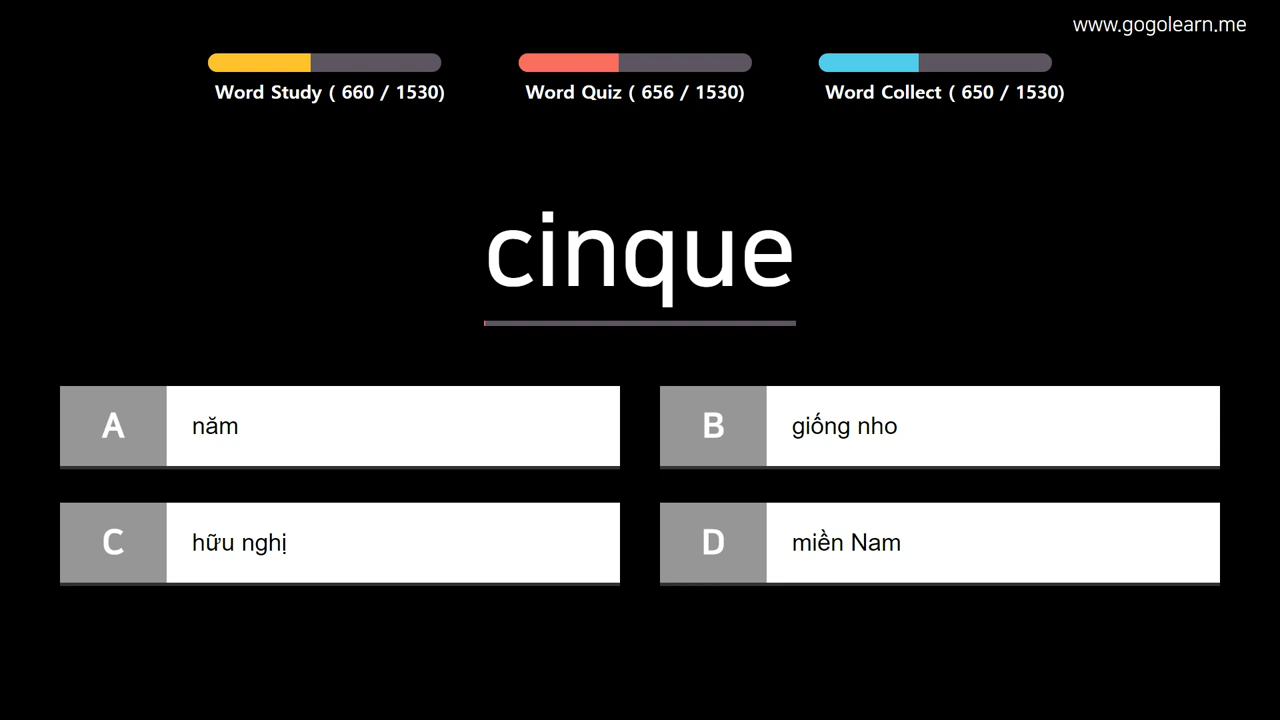 www.gogolearn.me
Word Study ( 660 / 1530)
Word Quiz ( 656 / 1530)
Word Collect ( 650 / 1530)
cinque
A năm
B giống nho
C hữu nghị
D miền Nam